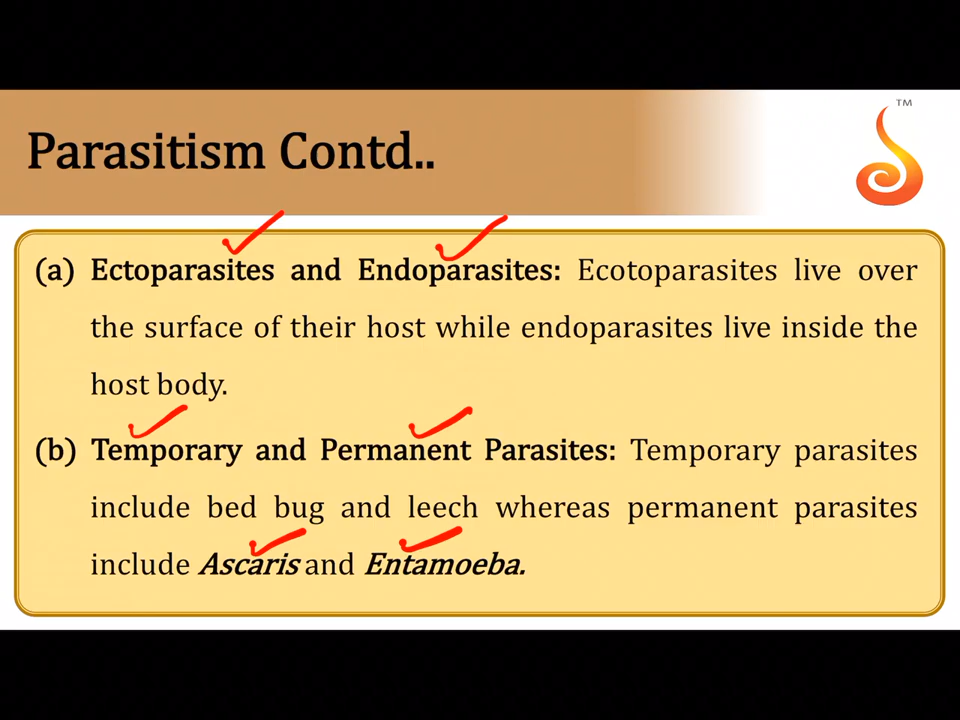 TM
Parasitism Contd..
(a) Ectoparasites and Endoparasites: Ecotoparasites live over
the surface of their host while endoparasites live inside the
host body.
(b) Temporary and Permanent Parasites: Temporary parasites
include bed bug and leech whereas permanent parasites
include Ascaris and Entamoeba.